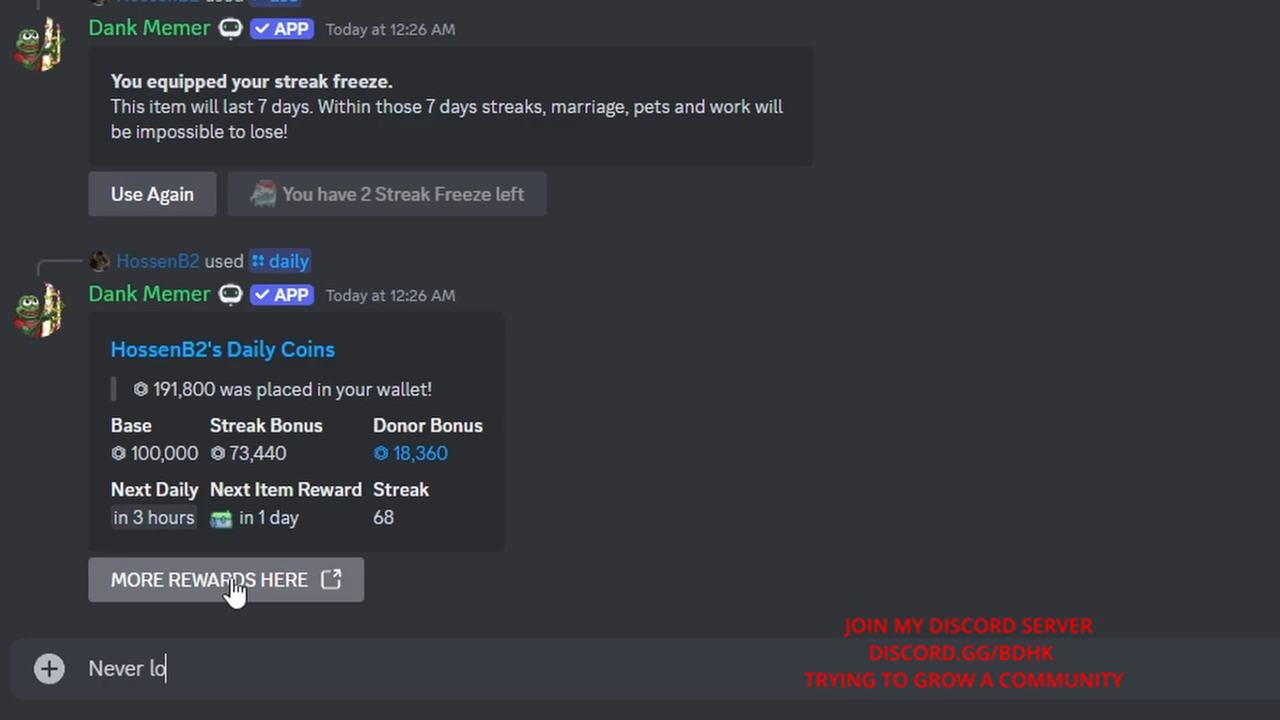 Dank Memer ✓ APP Today at 12:26 AM
You equipped your streak freeze.
This item will last 7 days. Within those 7 days streaks, marriage, pets and work will
be impossible to lose!
Use Again You have 2 Streak Freeze left
HossenB2 used daily
Dank Memer ✓ APP Today at 12:26 AM
HossenB2's Daily Coins
191,800 was placed in your wallet!
Base Streak Bonus Donor Bonus
100,000 73,440 18,360
Next Daily Next Item Reward Streak
in 3 hours in 1 day 68
MORE REWARDS HERE
JOIN MY DISCORD SERVER
DISCORD.GG/BDHK
TRYING TO GROW A COMMUNITY
Never lo